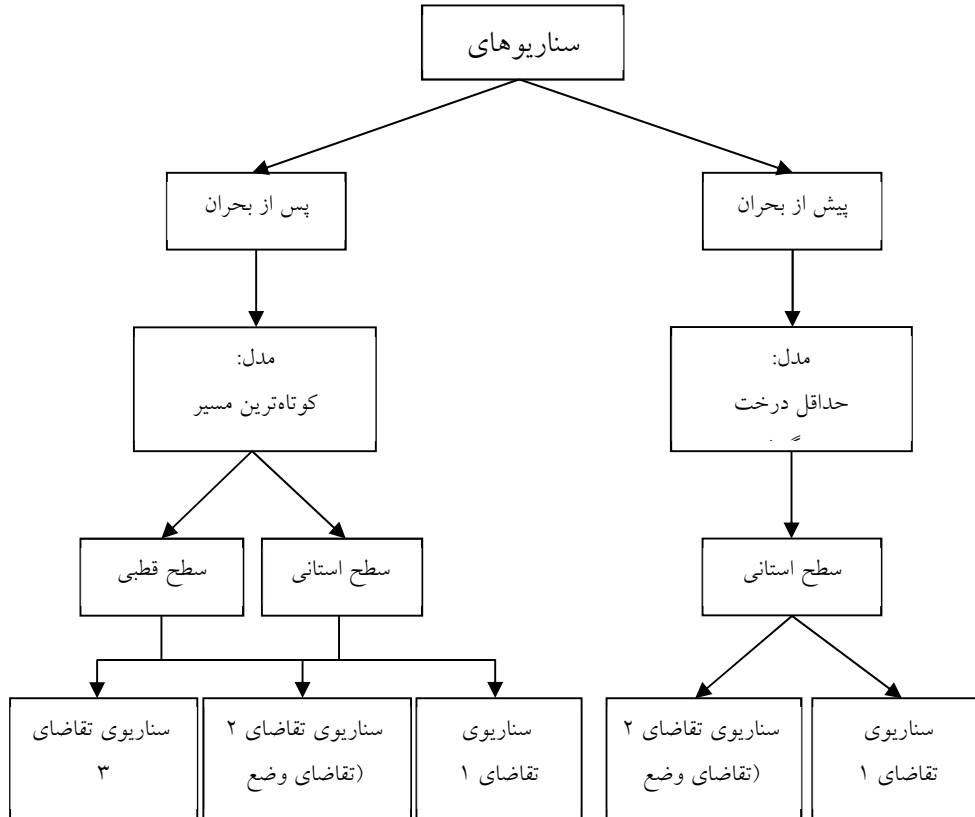 سناریوهای
پیش از بحران
پس از بحران
مدل:
حداقل درخت
مدل:
کوتاه‌ترین مسیر
سطح استانی
سطح استانی
سطح قطبی
سناریوی
تقاضای ۱
سناریوی تقاضای ۲
(تقاضای وضع
سناریوی
تقاضای ۱
سناریوی تقاضای ۲
(تقاضای وضع
سناریوی تقاضای
۳